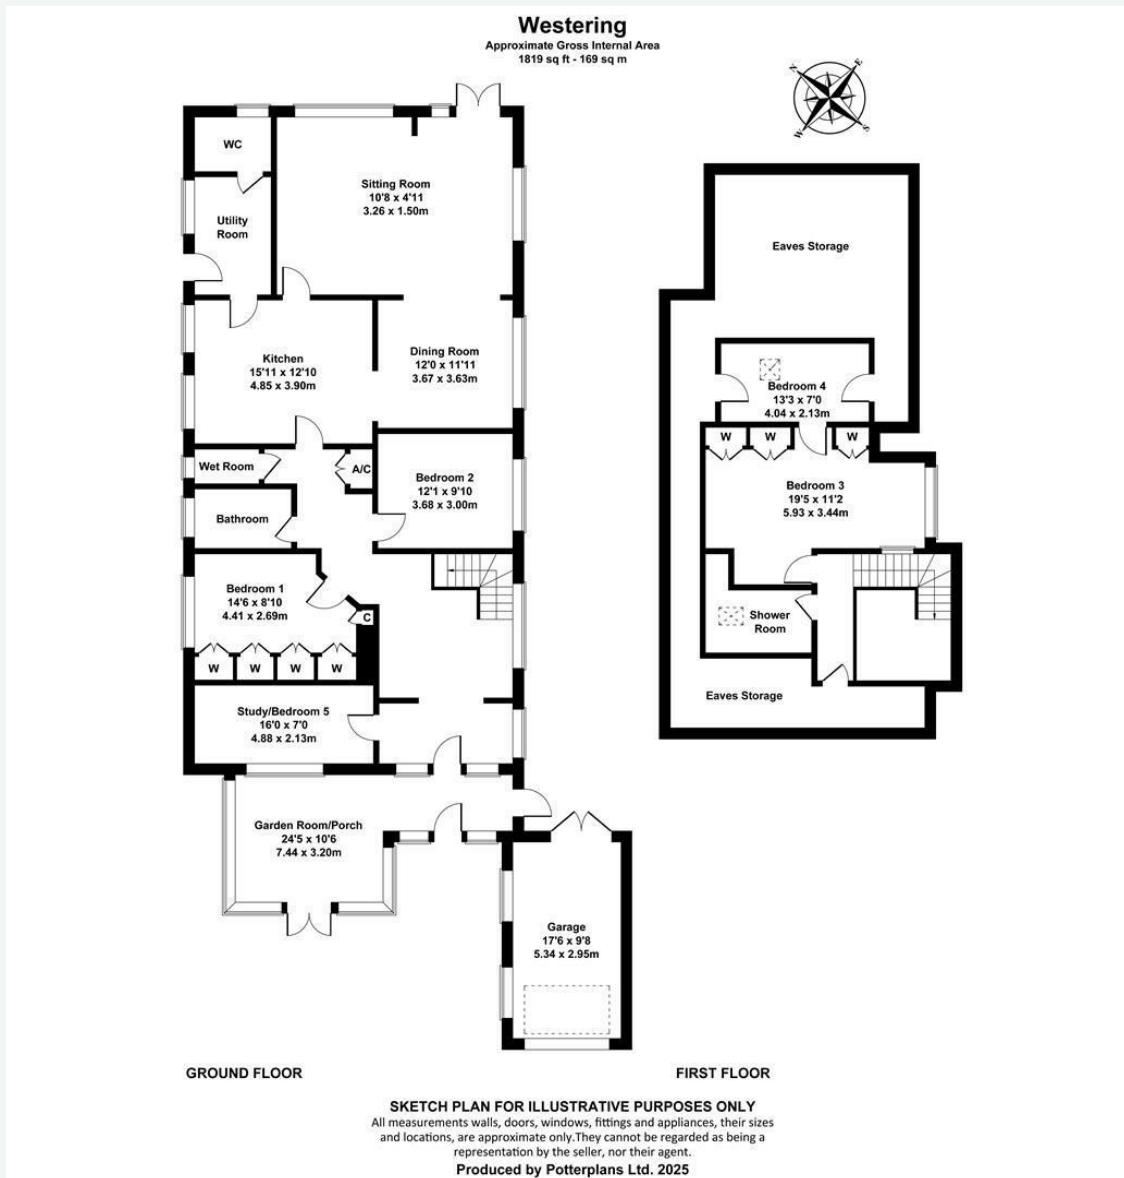 Westering
Approximate Gross Internal Area
1819 sq ft - 169 sq m
N
E
W
S
WC
Sitting Room
10'8 x 4'11
3.26 x 1.50m
Utility
Room
Kitchen
15'11 x 12'10
4.85 x 3.90m
Dining Room
12'0 x 11'11
3.67 x 3.63m
Wet Room
A/C
Bedroom 2
12'1 x 9'10
3.68 x 3.00m
Bathroom
Bedroom 1
14'6 x 8'10
4.41 x 2.69m
C
W
W
W
W
Study/Bedroom 5
16'0 x 7'0
4.88 x 2.13m
Garden Room/Porch
24'5 x 10'6
7.44 x 3.20m
Garage
17'6 x 9'8
5.34 x 2.95m
GROUND FLOOR
Eaves Storage
Bedroom 4
13'3 x 7'0
4.04 x 2.13m
W
W
W
Bedroom 3
19'5 x 11'2
5.93 x 3.44m
Shower
Room
Eaves Storage
FIRST FLOOR
SKETCH PLAN FOR ILLUSTRATIVE PURPOSES ONLY
All measurements walls, doors, windows, fittings and appliances, their sizes
and locations, are approximate only.They cannot be regarded as being a
representation by the seller, nor their agent.
Produced by Potterplans Ltd. 2025